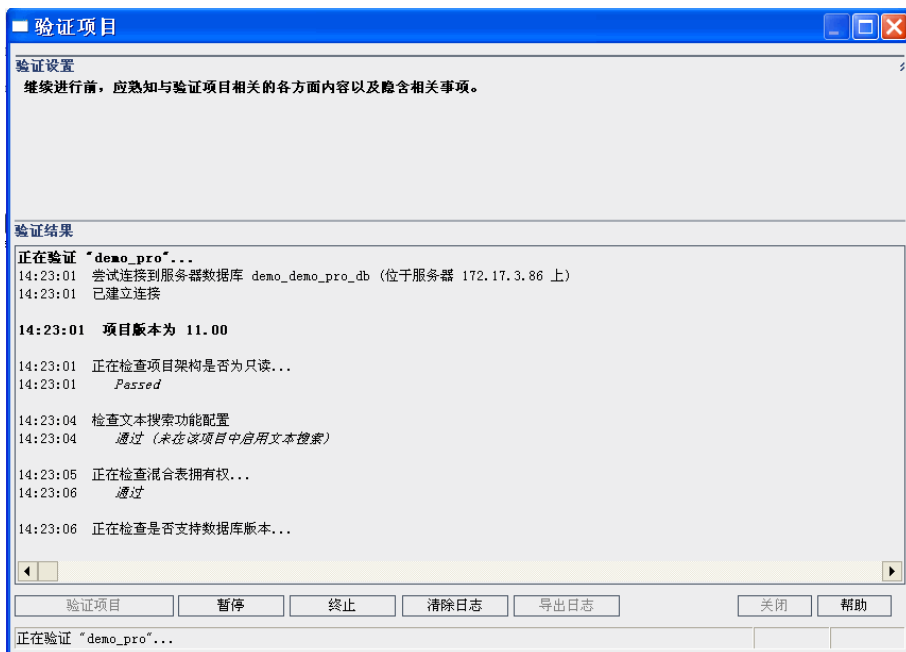 验证项目
验证设置
继续进行前，应熟知与验证项目相关的各方面内容以及隐含相关事项。
验证结果
正在验证 "demo_pro"...
14:23:01 尝试连接到服务器数据库 demo_demo_pro_db (位于服务器 172.17.3.86 上)
14:23:01 已建立连接
14:23:01 项目版本为 11.00
14:23:01 正在检查项目架构是否为只读...
14:23:01 Passed
14:23:04 检查文本搜索功能配置
14:23:04 通过 (未在该项目中启用文本搜索)
14:23:05 正在检查混合表拥有权...
14:23:06 通过
14:23:06 正在检查是否支持数据库版本...
验证项目 暂停 终止 清除日志 导出日志 关闭 帮助
正在验证 "demo_pro"...